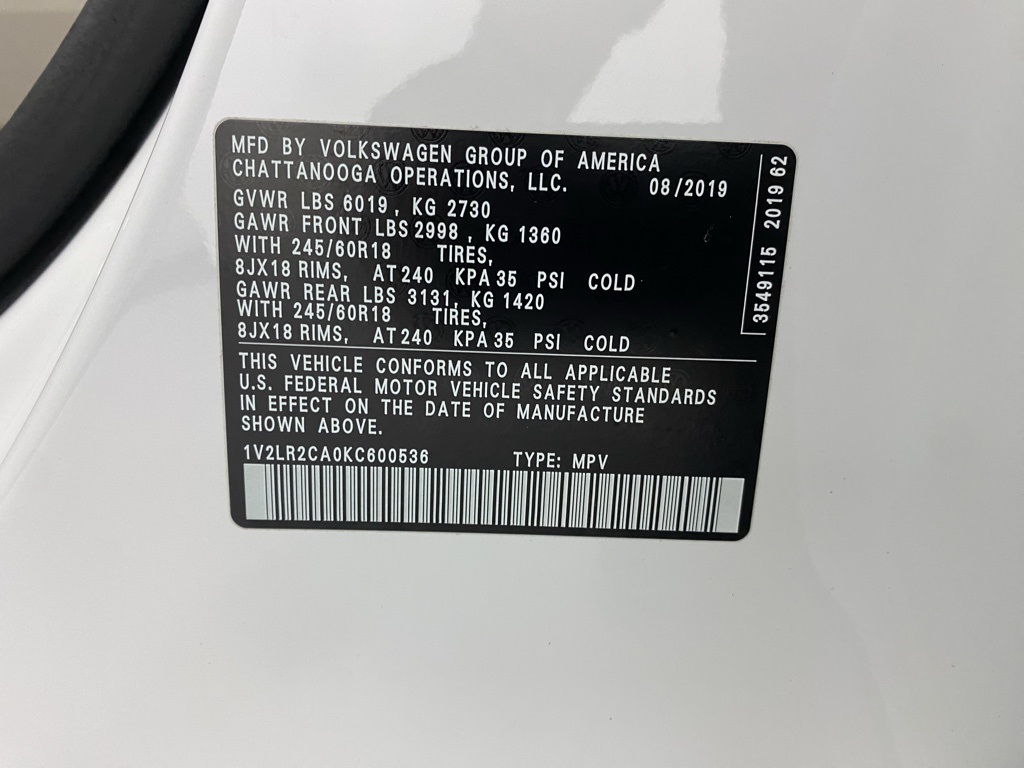 MFD BY VOLKSWAGEN GROUP OF AMERICA
CHATTANOOGA OPERATIONS, LLC. 08/2019
GVWR LBS 6019, KG 2730
GAWR FRONT LBS 2998, KG 1360
WITH 245/60R18 TIRES,
8JX18 RIMS, AT 240 KPA 35 PSI COLD
GAWR REAR LBS 3131, KG 1420
WITH 245/60R18 TIRES,
8JX18 RIMS, AT 240 KPA 35 PSI COLD
THIS VEHICLE CONFORMS TO ALL APPLICABLE
U.S. FEDERAL MOTOR VEHICLE SAFETY STANDARDS
IN EFFECT ON THE DATE OF MANUFACTURE
SHOWN ABOVE.
1V2LR2CA0KC600536 TYPE: MPV
3549115 2019 62